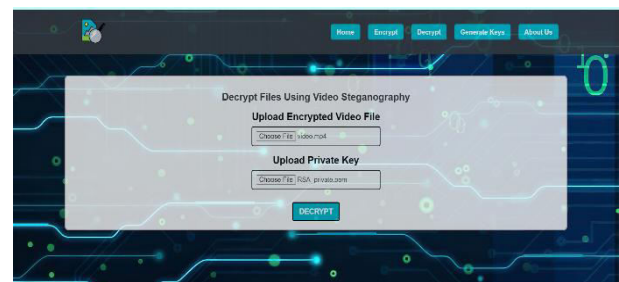 Home Encrypt Decrypt Generate Keys About Us
Decrypt Files Using Video Steganography
Upload Encrypted Video File
Choose File video.mp4
Upload Private Key
Choose File RSA_private.pem
DECRYPT